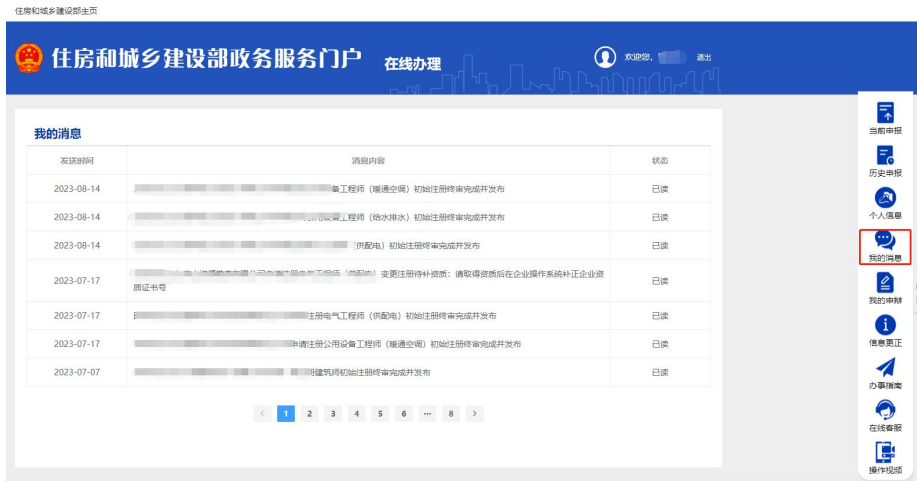 住房和城乡建设部主页
住房和城乡建设部政务服务门户 在线办理
欢迎您, 退出
我的消息
发送时间 消息内容 状态
2023-08-14 备工程师（暖通空调）初始注册终审完成并发布 已读
2023-08-14 工程师（给水排水）初始注册终审完成并发布 已读
2023-08-14 （供配电）初始注册终审完成并发布 已读
2023-07-17 变更注册待补资质：请取得资质后在企业操作系统补正企业资
质证书号 已读
2023-07-17 注册电气工程师（供配电）初始注册终审完成并发布 已读
2023-07-17 申请注册公用设备工程师（暖通空调）初始注册终审完成并发布 已读
2023-07-07 建筑师初始注册终审完成并发布 已读
< 1 2 3 4 5 6 ··· 8 >
当前申报
历史申报
个人信息
我的消息
我的申辩
信息更正
办事指南
在线客服
操作视频